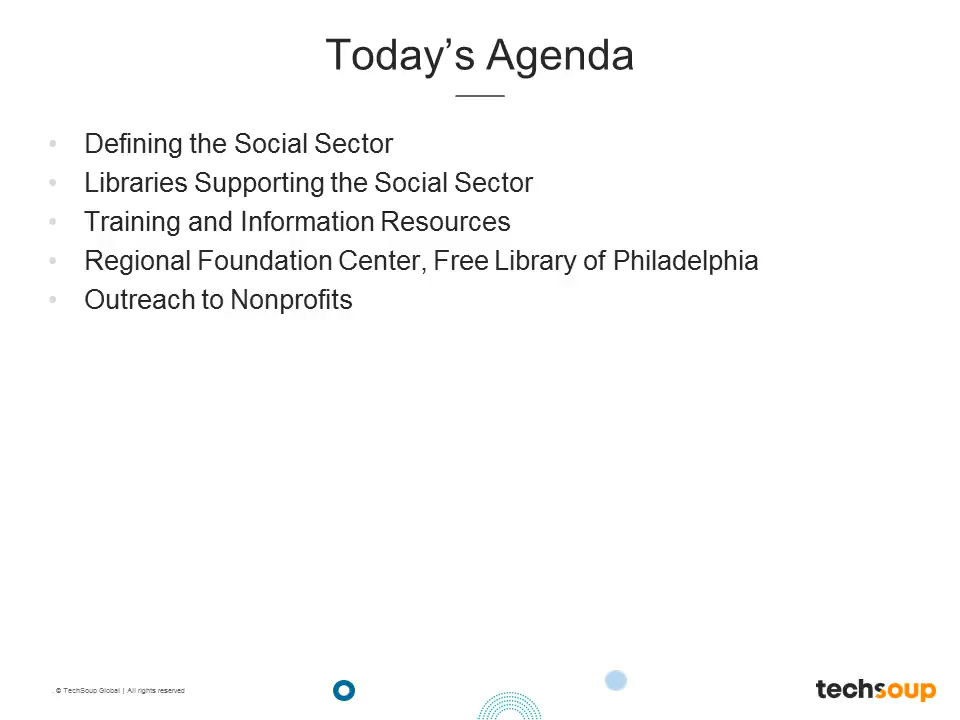 Today’s Agenda
• Defining the Social Sector
• Libraries Supporting the Social Sector
• Training and Information Resources
• Regional Foundation Center, Free Library of Philadelphia
• Outreach to Nonprofits
. © TechSoup Global | All rights reserved
techsoup